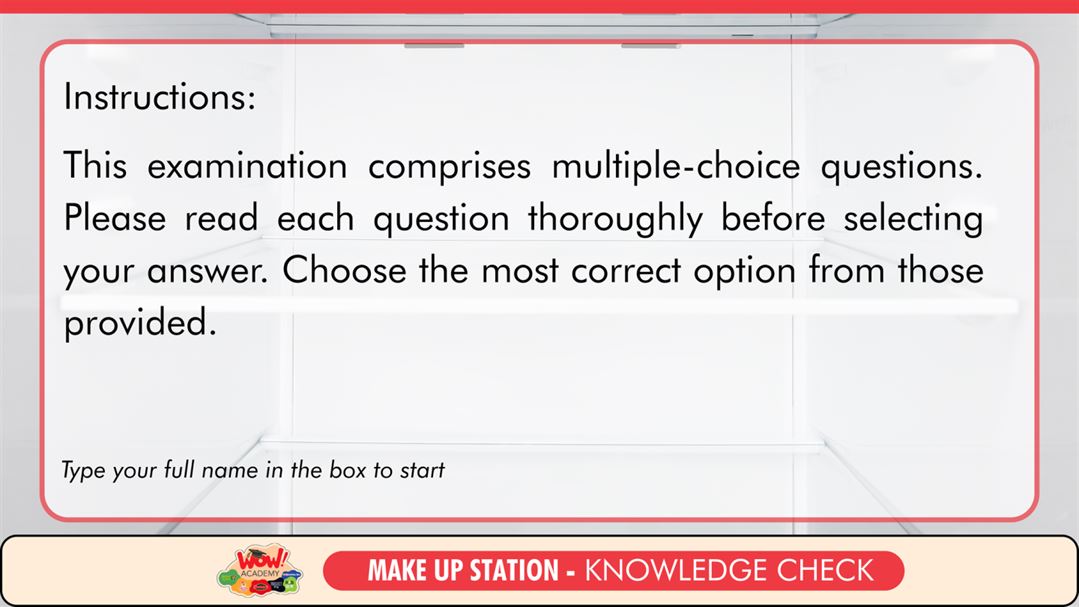 Instructions:
This examination comprises multiple-choice questions.
Please read each question thoroughly before selecting
your answer. Choose the most correct option from those
provided.
Type your full name in the box to start
WOW!
ACADEMY
MAKE UP STATION - KNOWLEDGE CHECK